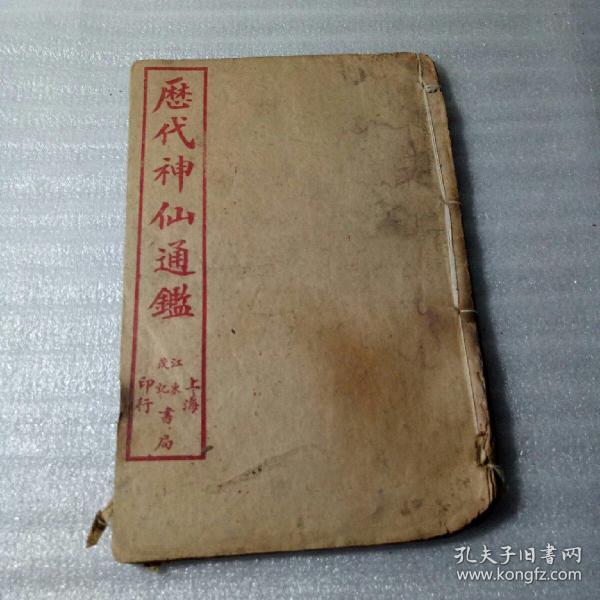 歷代神仙通鑑
上海
江東
茂記
書局
印行
孔夫子旧书网
www.kongfz.com